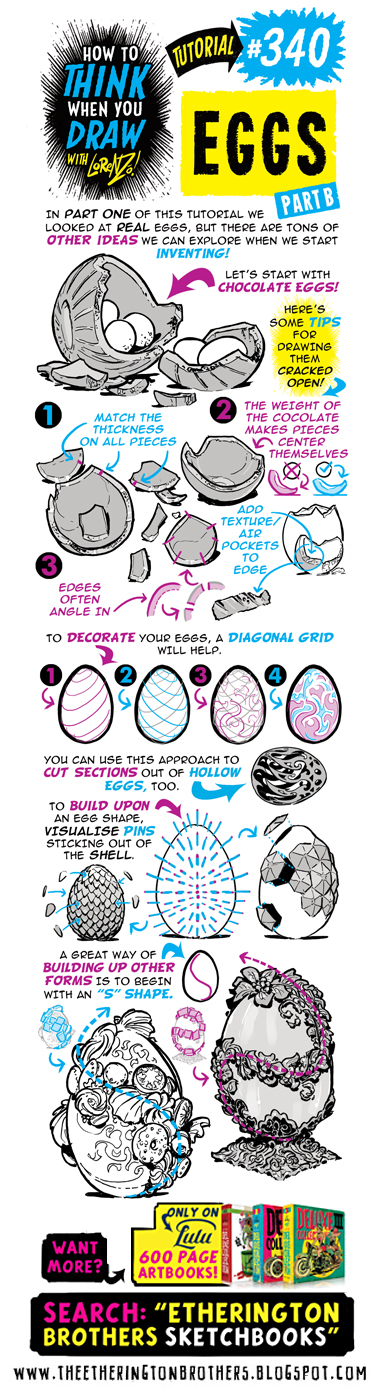 HOW TO
THINK
WHEN YOU
DRAW
WITH LORENZO!
TUTORIAL
#340
EGGS
PART B
IN PART ONE OF THIS TUTORIAL WE
LOOKED AT REAL EGGS, BUT THERE ARE TONS OF
OTHER IDEAS WE CAN EXPLORE WHEN WE START
INVENTING!
LET'S START WITH
CHOCOLATE EGGS!
HERE'S
SOME TIPS
FOR
DRAWING
THEM
CRACKED
OPEN!
1
MATCH THE
THICKNESS
ON ALL PIECES
2
THE WEIGHT OF
THE COCOLATE
MAKES PIECES
CENTER
THEMSELVES
ADD
TEXTURE/
AIR
POCKETS
TO
EDGE
3
EDGES
OFTEN
ANGLE IN
TO DECORATE YOUR EGGS, A DIAGONAL GRID
WILL HELP.
1
2
3
4
YOU CAN USE THIS APPROACH TO
CUT SECTIONS OUT OF HOLLOW
EGGS, TOO.
TO BUILD UPON
AN EGG SHAPE,
VISUALISE PINS
STICKING OUT OF
THE SHELL.
A GREAT WAY OF
BUILDING UP OTHER
FORMS IS TO BEGIN
WITH AN "S" SHAPE.
WANT
MORE?
ONLY ON
Lulu
600 PAGE
ARTBOOKS!
SEARCH: "ETHERINGTON
BROTHERS SKETCHBOOKS"
WWW.THEETHERINGTONBROTHERS.BLOGSPOT.COM